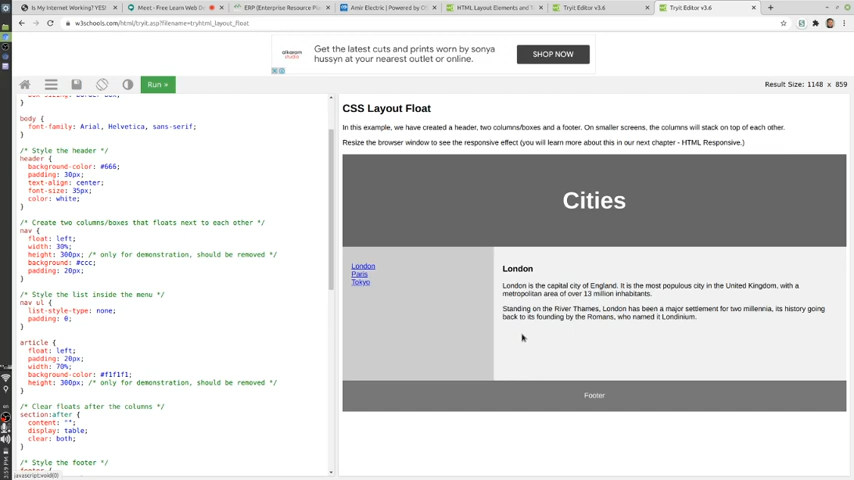 Is My Internet Working? YES!
Meet - Free Learn Web De
ERP (Enterprise Resource Pla
Amir Electric | Powered by O
HTML Layout Elements and T
Tryit Editor v3.6
Tryit Editor v3.6
w3schools.com/html/tryit.asp?filename=tryhtml_layout_float
Get the latest cuts and prints worn by sonya
hussyn at your nearest outlet or online.
SHOP NOW
Run »
Result Size: 1148 x 859
}
body {
font-family: Arial, Helvetica, sans-serif;
}
/* Style the header */
header {
background-color: #666;
padding: 30px;
text-align: center;
font-size: 35px;
color: white;
}
/* Create two columns/boxes that floats next to each other */
nav {
float: left;
width: 30%;
height: 300px; /* only for demonstration, should be removed */
background: #ccc;
padding: 20px;
}
/* Style the list inside the menu */
nav ul {
list-style-type: none;
padding: 0;
}
article {
float: left;
padding: 20px;
width: 70%;
background-color: #f1f1f1;
height: 300px; /* only for demonstration, should be removed */
}
/* Clear floats after the columns */
section:after {
content: "";
display: table;
clear: both;
}
/* Style the footer */
javascript:void(0)
3:59 PM
CSS Layout Float
In this example, we have created a header, two columns/boxes and a footer. On smaller screens, the columns will stack on top of each other.
Resize the browser window to see the responsive effect (you will learn more about this in our next chapter - HTML Responsive.)
Cities
London
Paris
Tokyo
London
London is the capital city of England. It is the most populous city in the United Kingdom, with a
metropolitan area of over 13 million inhabitants.
Standing on the River Thames, London has been a major settlement for two millennia, its history going
back to its founding by the Romans, who named it Londinium.
Footer